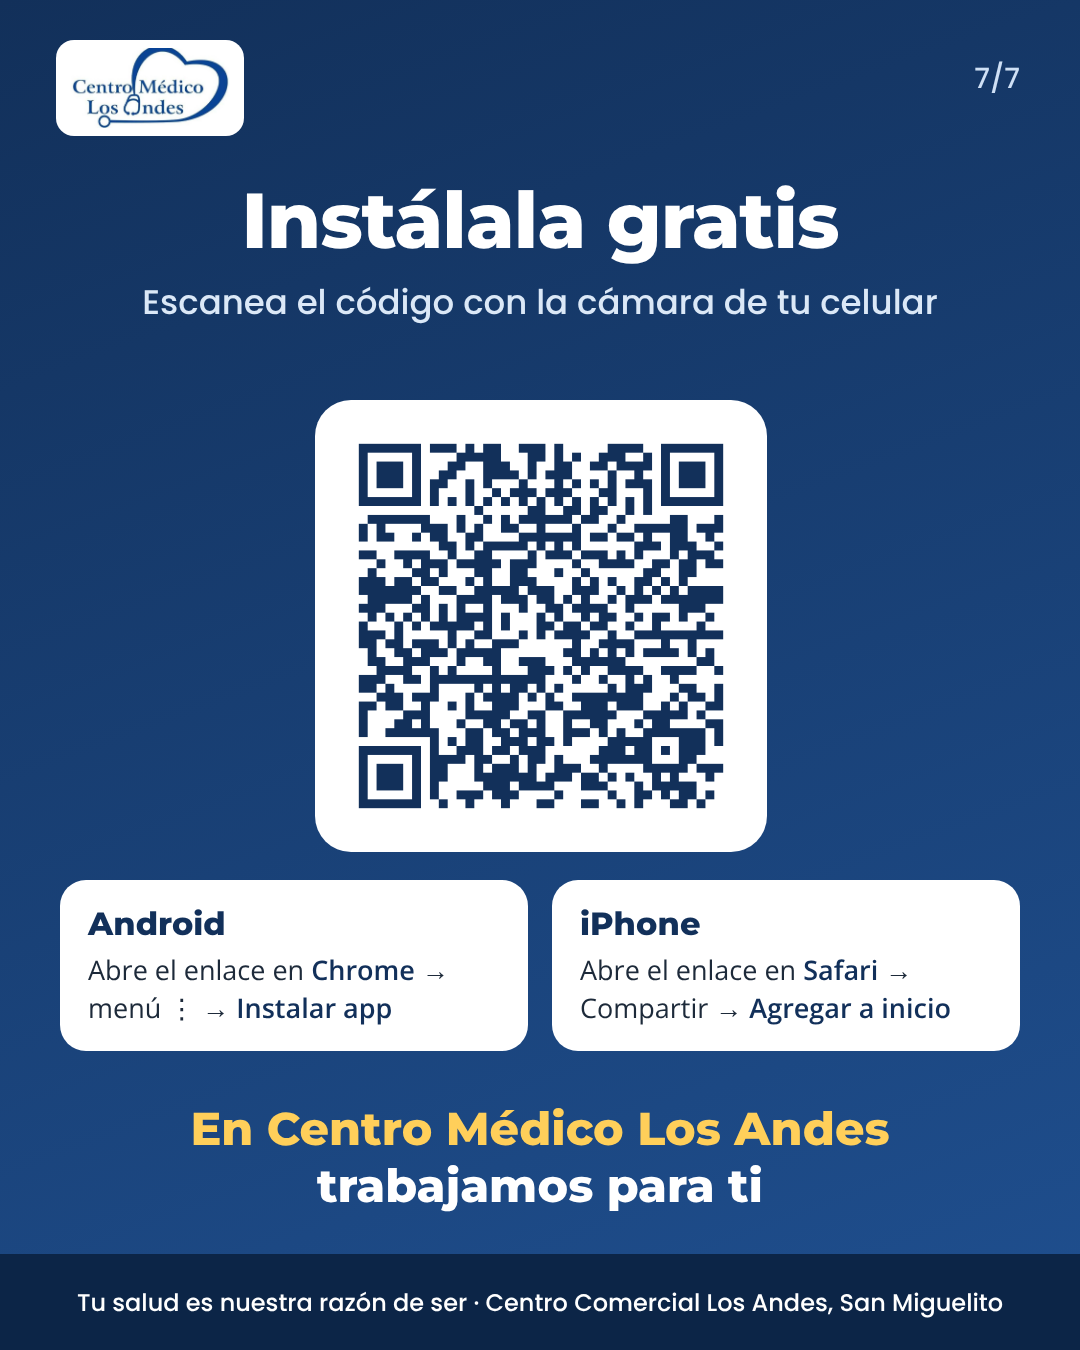 Centro Médico
Los Andes
7/7
Instálala gratis
Escanea el código con la cámara de tu celular
Android
Abre el enlace en Chrome →
menú ⋮ → Instalar app
iPhone
Abre el enlace en Safari →
Compartir → Agregar a inicio
En Centro Médico Los Andes
trabajamos para ti
Tu salud es nuestra razón de ser · Centro Comercial Los Andes, San Miguelito